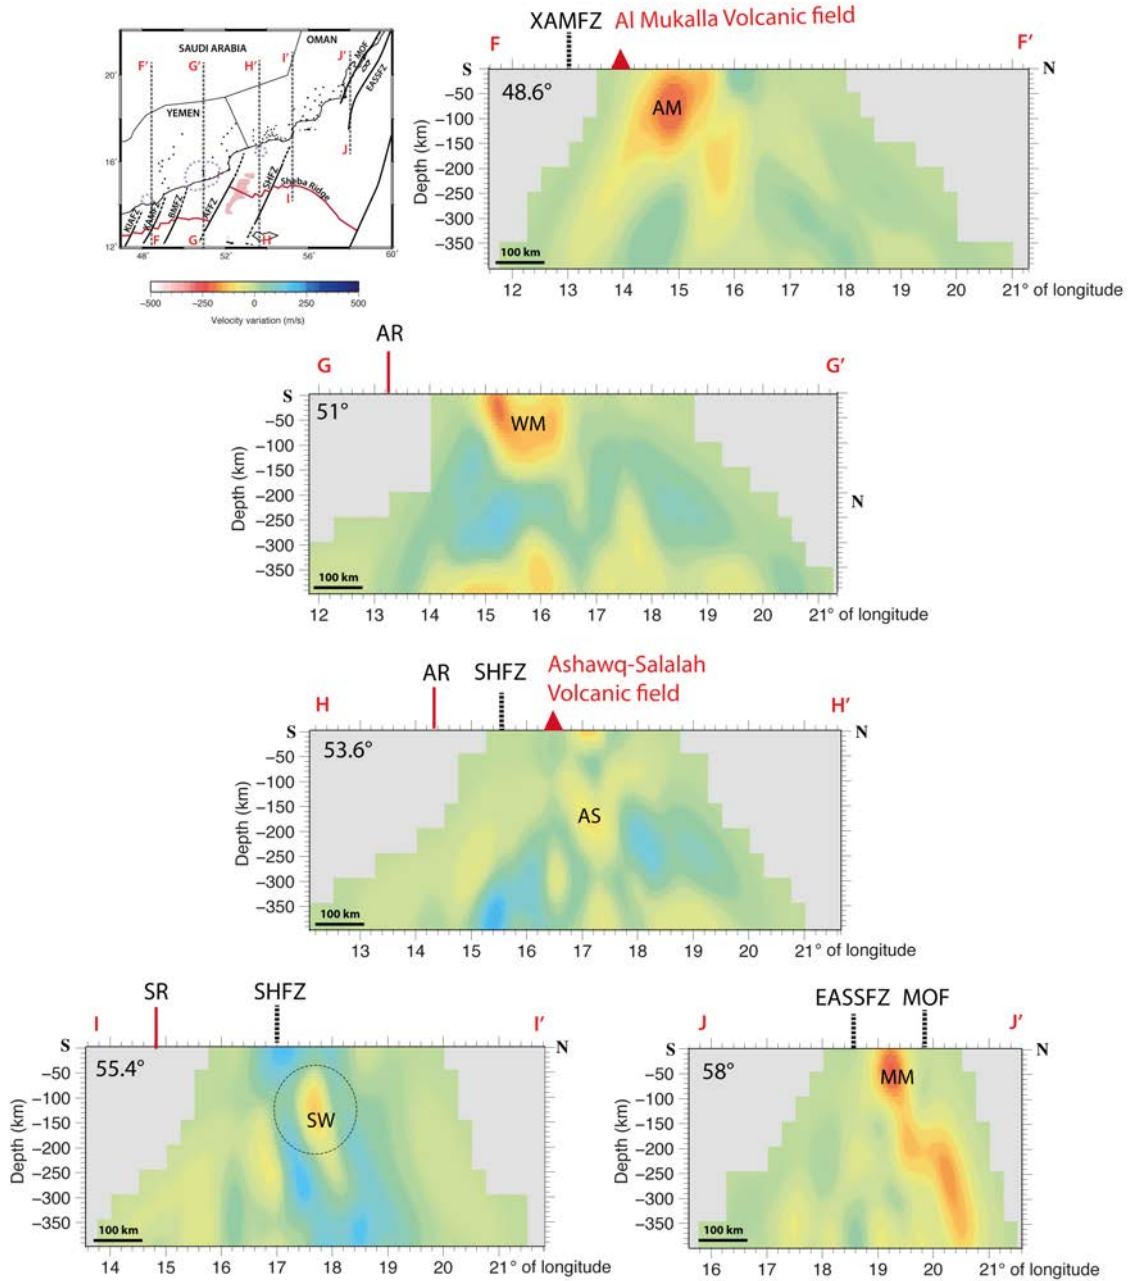 XAMFZ Al Mukalla Volcanic field
F F′
S N
48.6°
AM
−50
−100
−150
−200
−250
−300
−350
Depth (km)
100 km
12 13 14 15 16 17 18 19 20 21° of longitude
SAUDI ARABIA OMAN
F′ G′ H′ I′ J′
MOF
EASSFZ
20°
YEMEN
J
16°
SHFZ
Sheba Ridge
I
KIAFZ XAMFZ BMFZ AFFZ
F G H
12°
48° 52° 56° 60°
−500 −250 0 250 500
Velocity variation (m/s)
AR
G G′
S
51°
WM
−50
−100
−150
−200
−250
−300
−350
Depth (km)
N
100 km
12 13 14 15 16 17 18 19 20 21° of longitude
AR SHFZ Ashawq-Salalah
Volcanic field
H H′
S N
53.6°
AS
−50
−100
−150
−200
−250
−300
−350
Depth (km)
100 km
13 14 15 16 17 18 19 20 21° of longitude
SR SHFZ
I I′
S N
55.4°
SW
−50
−100
−150
−200
−250
−300
−350
Depth (km)
100 km
14 15 16 17 18 19 20 21° of longitude
EASSFZ MOF
J J′
S N
58°
MM
−50
−100
−150
−200
−250
−300
−350
Depth (km)
100 km
16 17 18 19 20 21° of longitude